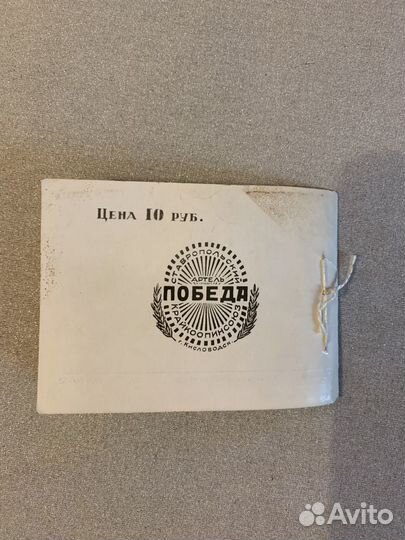 Цена 10 руб.
СТАВРОПОЛЬСКИЙ
АРТЕЛЬ
ПОБЕДА
КРАЙКООПИНСОЮЗ
Г. КИСЛОВОДСК
Avito